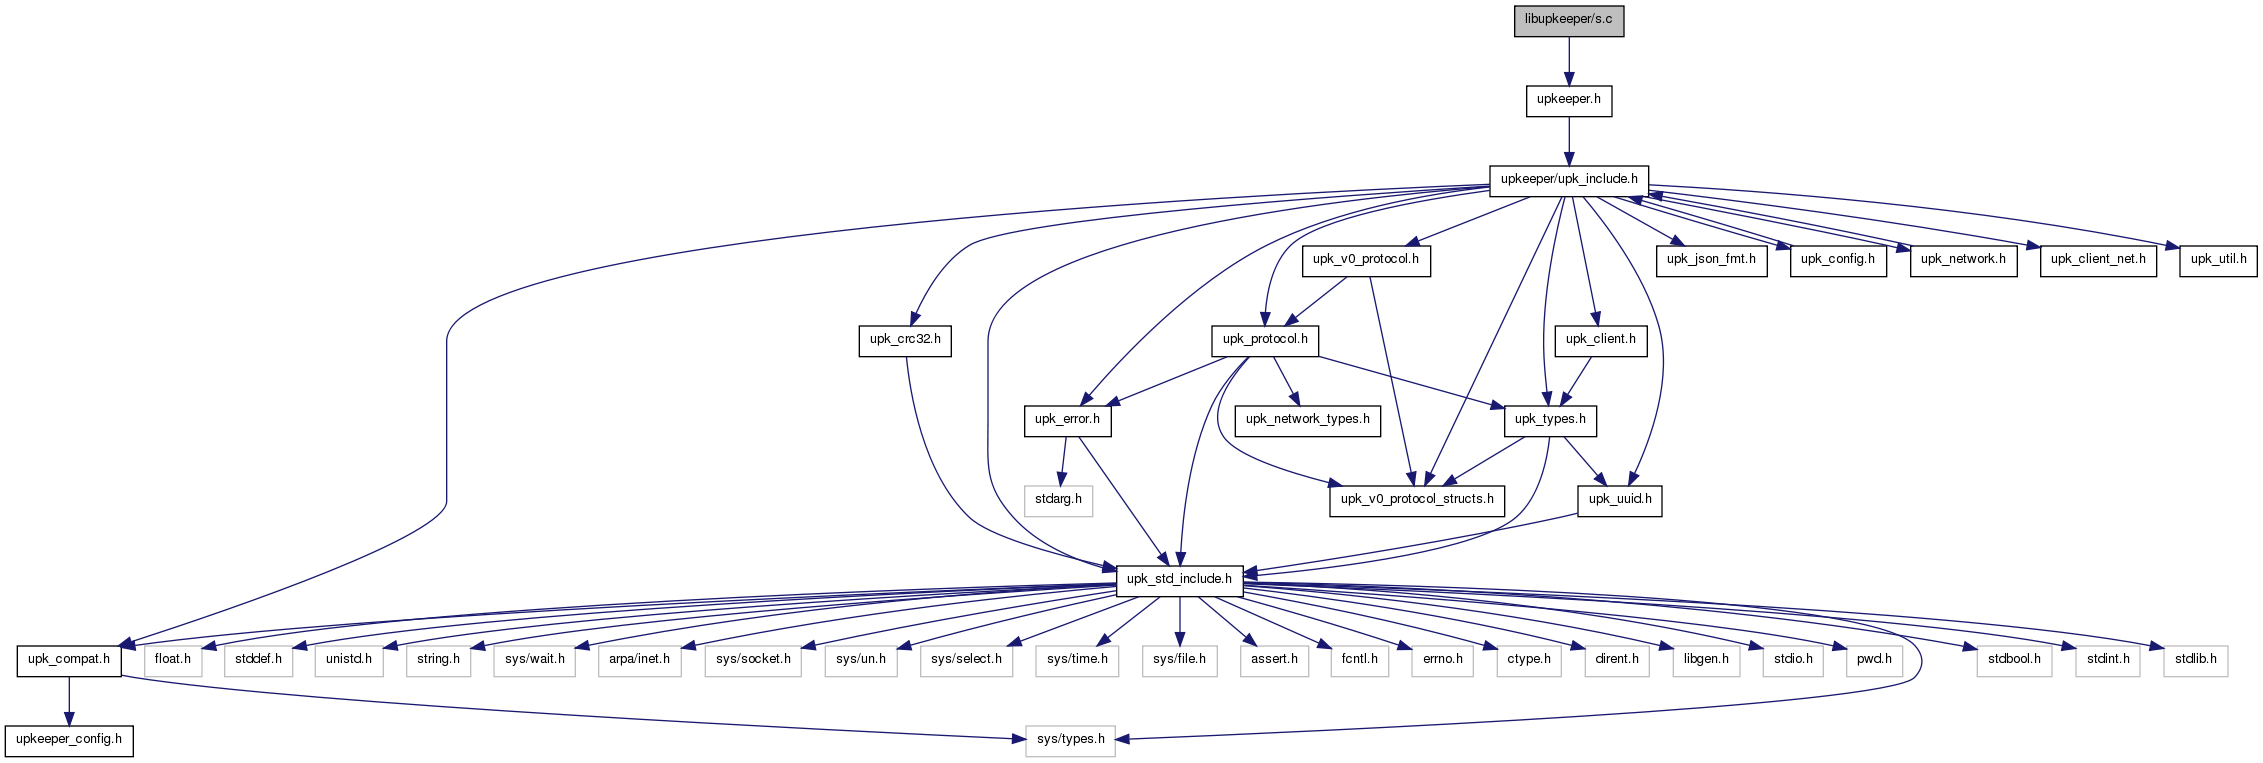 libupkeeper/s.c
upkeeper.h
upkeeper/upk_include.h
upk_v0_protocol.h
upk_json_fmt.h
upk_config.h
upk_network.h
upk_client_net.h
upk_util.h
upk_crc32.h
upk_protocol.h
upk_client.h
upk_error.h
upk_network_types.h
upk_types.h
stdarg.h
upk_v0_protocol_structs.h
upk_uuid.h
upk_std_include.h
upk_compat.h
float.h
stddef.h
unistd.h
string.h
sys/wait.h
arpa/inet.h
sys/socket.h
sys/un.h
sys/select.h
sys/time.h
sys/file.h
assert.h
fcntl.h
errno.h
ctype.h
dirent.h
libgen.h
stdio.h
pwd.h
stdbool.h
stdint.h
stdlib.h
upkeeper_config.h
sys/types.h